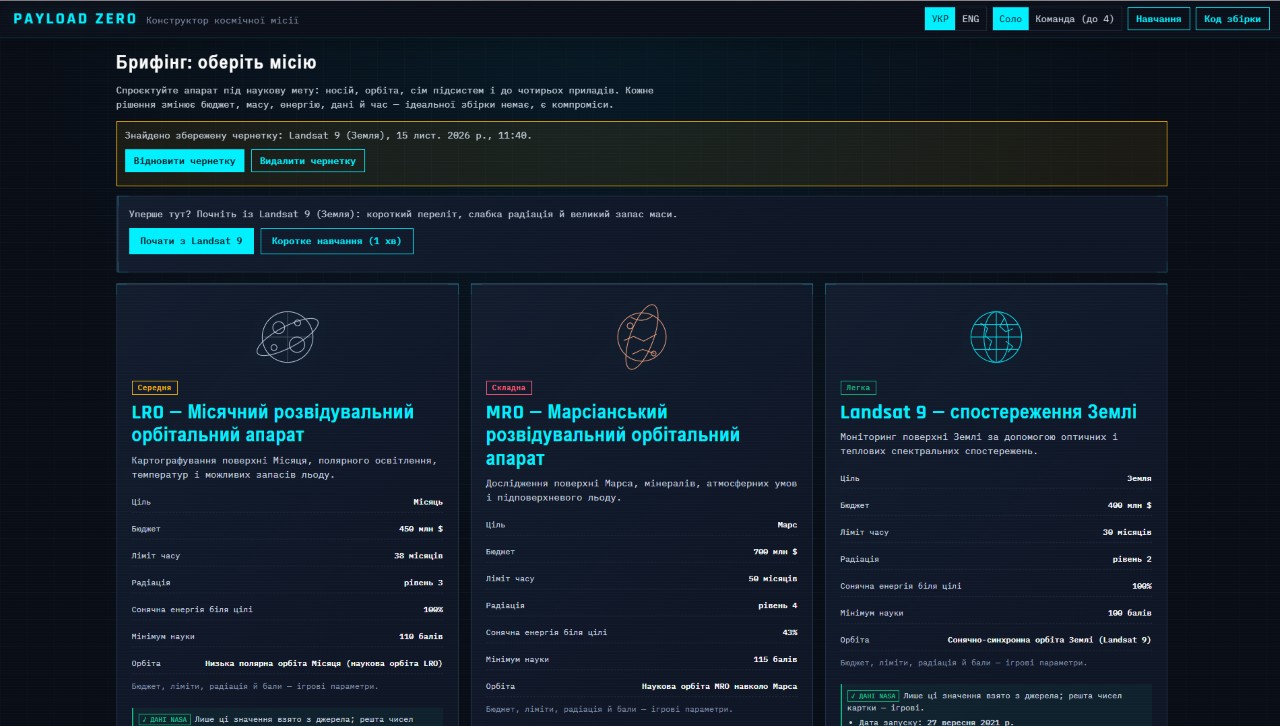 PAYLOAD ZERO Конструктор космічної місії УКР ENG Соло Команда (до 4) Навчання Код збірки
Брифінг: оберіть місію
Спроєктуйте апарат під наукову мету: носій, орбіта, сім підсистем і до чотирьох приладів. Кожне
рішення змінює бюджет, масу, енергію, дані й час — ідеальної збірки немає, є компроміси.
Знайдено збережену чернетку: Landsat 9 (Земля), 15 лист. 2026 р., 11:40.
Відновити чернетку Видалити чернетку
Уперше тут? Почніть із Landsat 9 (Земля): короткий переліт, слабка радіація й великий запас маси.
Почати з Landsat 9 Коротке навчання (1 хв)
Середня
LRO — Місячний розвідувальний
орбітальний апарат
Картографування поверхні Місяця, полярного освітлення,
температур і можливих запасів льоду.
Ціль Місяць
Бюджет 450 млн $
Ліміт часу 38 місяців
Радіація рівень 3
Сонячна енергія біля цілі 100%
Мінімум науки 110 балів
Орбіта Низька полярна орбіта Місяця (наукова орбіта LRO)
Бюджет, ліміти, радіація й бали — ігрові параметри.
✓ ДАНІ NASA Лише ці значення взято з джерела; решта чисел
Складна
MRO — Марсіанський
розвідувальний орбітальний
апарат
Дослідження поверхні Марса, мінералів, атмосферних умов
і підповерхневого льоду.
Ціль Марс
Бюджет 700 млн $
Ліміт часу 50 місяців
Радіація рівень 4
Сонячна енергія біля цілі 43%
Мінімум науки 115 балів
Орбіта Наукова орбіта MRO навколо Марса
Бюджет, ліміти, радіація й бали — ігрові параметри.
Легка
Landsat 9 — спостереження Землі
Моніторинг поверхні Землі за допомогою оптичних і
теплових спектральних спостережень.
Ціль Земля
Бюджет 400 млн $
Ліміт часу 30 місяців
Радіація рівень 2
Сонячна енергія біля цілі 100%
Мінімум науки 100 балів
Орбіта Сонячно-синхронна орбіта Землі (Landsat 9)
Бюджет, ліміти, радіація й бали — ігрові параметри.
✓ ДАНІ NASA Лише ці значення взято з джерела; решта чисел
картки — ігрові.
• Дата запуску: 27 вересня 2021 р.